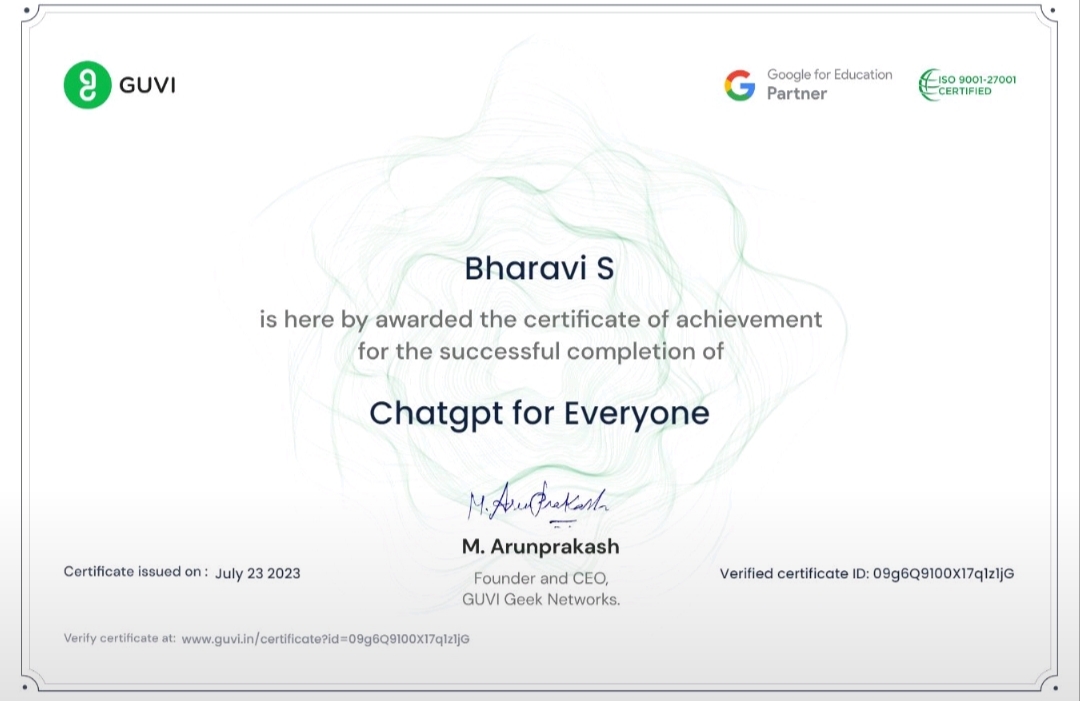 GUVI
Google for Education
Partner
ISO 9001-27001
CERTIFIED
Bharavi S
is here by awarded the certificate of achievement
for the successful completion of
Chatgpt for Everyone
M. Arunprakash
M. Arunprakash
Founder and CEO,
GUVI Geek Networks.
Certificate issued on : July 23 2023
Verified certificate ID: 09g6Q9100X17q1z1jG
Verify certificate at: www.guvi.in/certificate?id=09g6Q9100X17q1z1jG